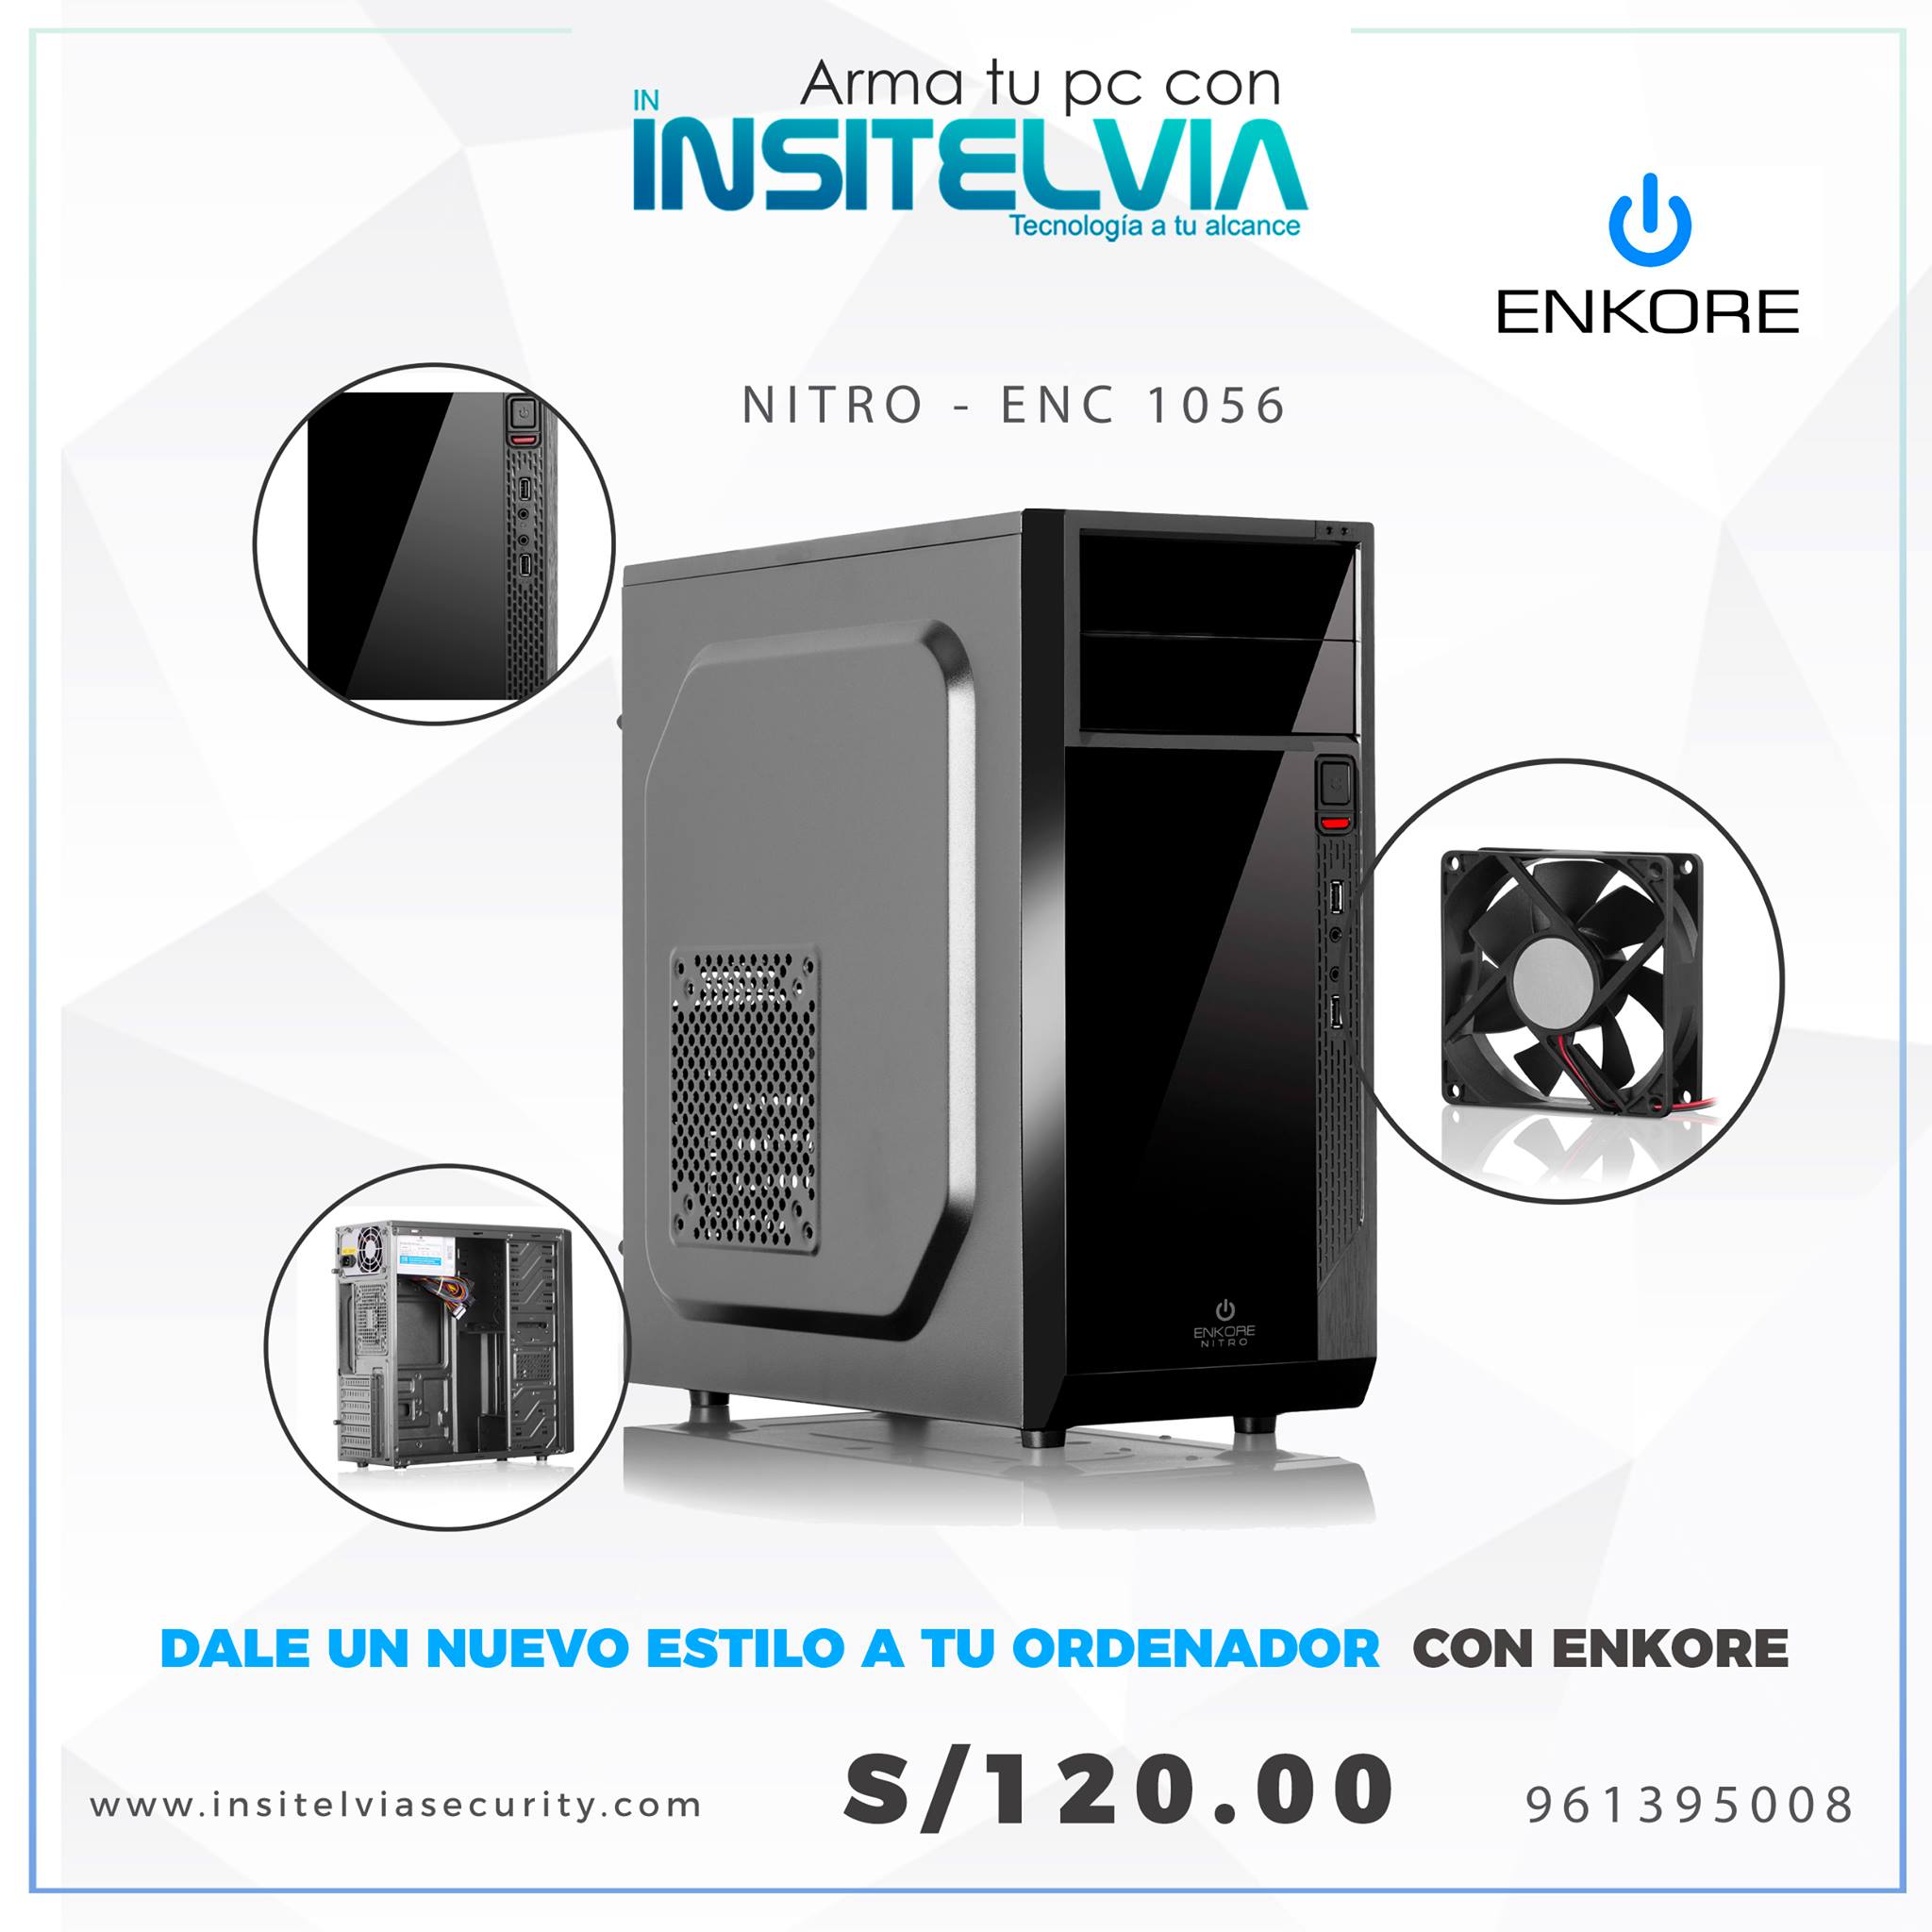 Arma tu pc con
IN
INSITELVIA
Tecnología a tu alcance
ENKORE
NITRO - ENC 1056
ENKORE
NITRO
DALE UN NUEVO ESTILO A TU ORDENADOR CON ENKORE
www.insitelviasecurity.com
S/120.00
961395008